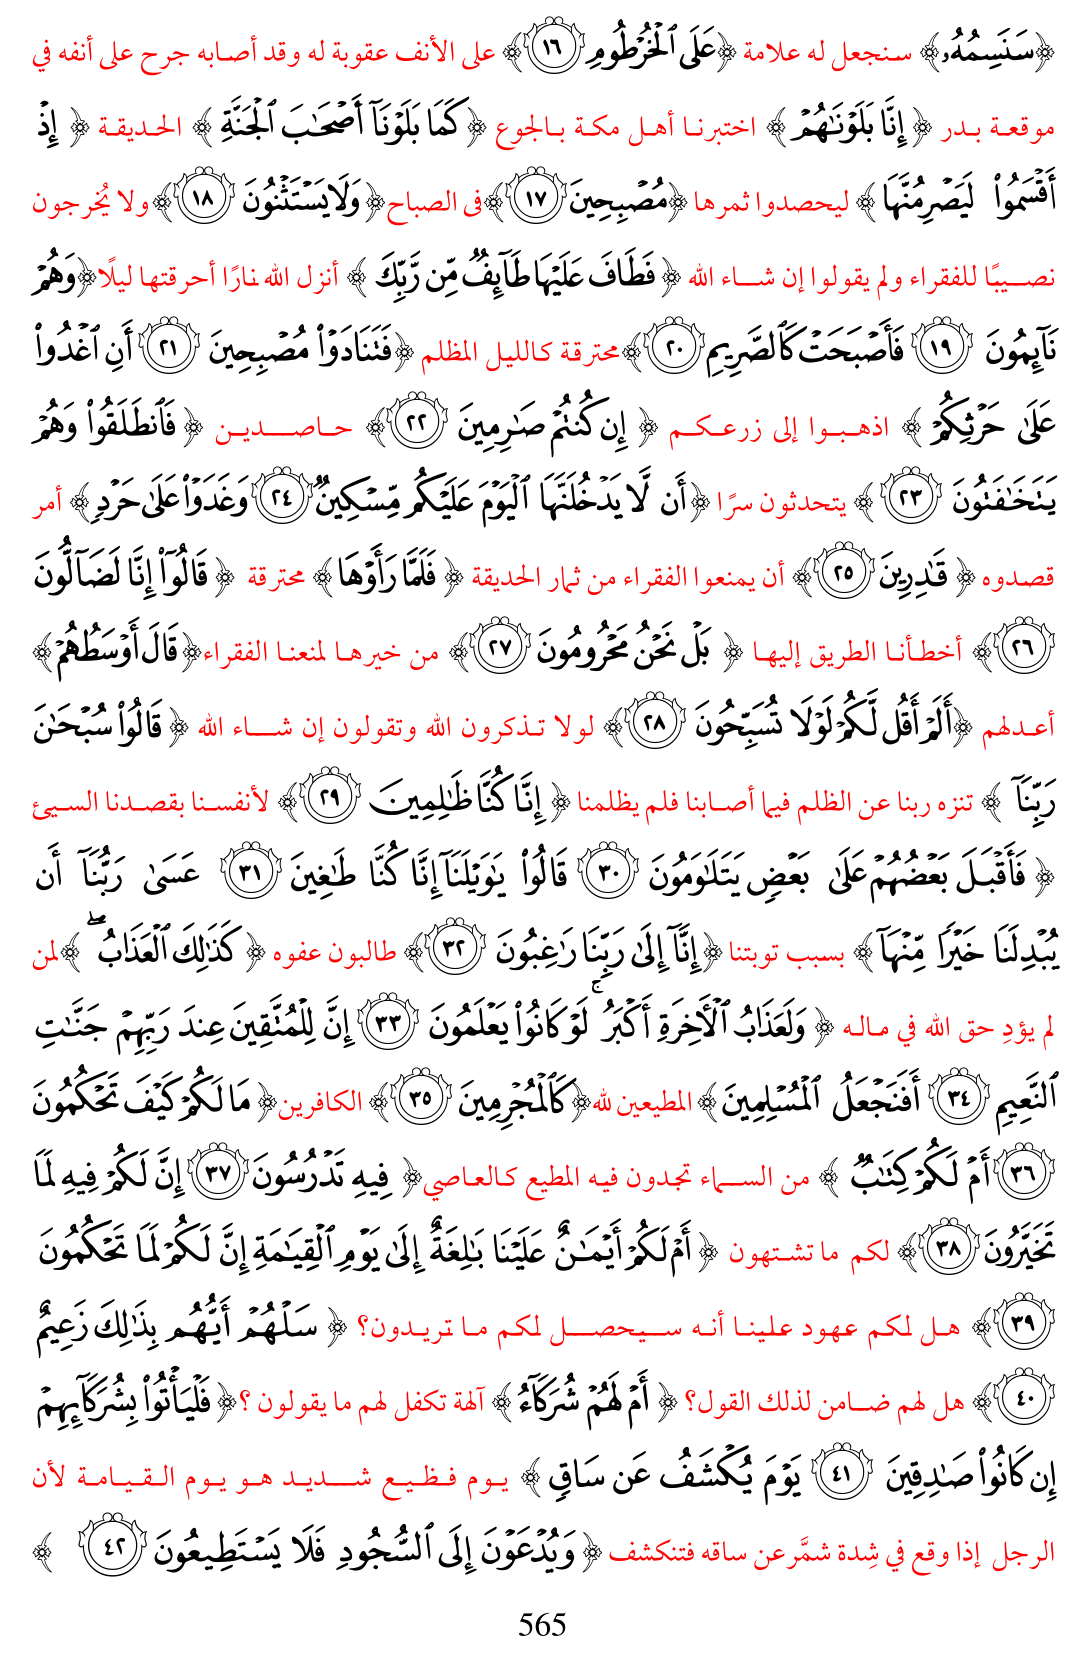 ﴿سَنَسِمُهُۥ﴾ سنجعل له علامة ﴿عَلَى ٱلۡخُرۡطُومِ ١٦﴾ على الأنف عقوبة له وقد أصابه جرح على أنفه في
موقعة بدر ﴿ إِنَّا بَلَوۡنَٰهُمۡ ﴾ اختبرنا أهل مكة بالجوع ﴿كَمَا بَلَوۡنَآ أَصۡحَٰبَ ٱلۡجَنَّةِ ﴾ الحديقة ﴿ إِذۡ
أَقۡسَمُواْ لَيَصۡرِمُنَّهَا ﴾ ليحصدوا ثمرها ﴿مُصۡبِحِينَ ١٧﴾فى الصباح﴿وَلَا يَسۡتَثۡنُونَ ١٨﴾ولا يُخرجون
نصيبًا للفقراء ولم يقولوا إن شاء الله ﴿ فَطَافَ عَلَيۡهَا طَآئِفٞ مِّن رَّبِّكَ ﴾ أنزل الله نارًا أحرقتها ليلًا﴿وَهُمۡ
نَآئِمُونَ ١٩ فَأَصۡبَحَتۡ كَٱلصَّرِيمِ ٢٠﴾محترقة كالليل المظلم ﴿فَتَنَادَوۡاْ مُصۡبِحِينَ ٢١ أَنِ ٱغۡدُواْ
عَلَىٰ حَرۡثِكُمۡ ﴾ اذهبوا إلى زرعكم ﴿ إِن كُنتُمۡ صَٰرِمِينَ ٢٢﴾ حاصدين ﴿ فَٱنطَلَقُواْ وَهُمۡ
يَتَخَٰفَتُونَ ٢٣ ﴾ يتحدثون سرًا ﴿أَن لَّا يَدۡخُلَنَّهَا ٱلۡيَوۡمَ عَلَيۡكُم مِّسۡكِينٞ ٢٤ وَغَدَوۡاْ عَلَىٰ حَرۡدٖ﴾ أمر
قصدوه ﴿ قَٰدِرِينَ ٢٥﴾ أن يمنعوا الفقراء من ثمار الحديقة ﴿ فَلَمَّا رَأَوۡهَا﴾ محترقة ﴿ قَالُوٓاْ إِنَّا لَضَآلُّونَ
٢٦﴾ أخطأنا الطريق إليها ﴿ بَلۡ نَحۡنُ مَحۡرُومُونَ ٢٧﴾ من خيرها لمنعنا الفقراء﴿قَالَ أَوۡسَطُهُمۡ﴾
أعدلهم ﴿أَلَمۡ أَقُل لَّكُمۡ لَوۡلَا تُسَبِّحُونَ ٢٨﴾ لولا تذكرون الله وتقولون إن شاء الله ﴿ قَالُواْ سُبۡحَٰنَ
رَبِّنَآ ﴾ تنزه ربنا عن الظلم فيما أصابنا فلم يظلمنا ﴿ إِنَّا كُنَّا ظَٰلِمِينَ ٢٩﴾ لأنفسنا بقصدنا السيئ
﴿ فَأَقۡبَلَ بَعۡضُهُمۡ عَلَىٰ بَعۡضٖ يَتَلَٰوَمُونَ ٣٠ قَالُواْ يَٰوَيۡلَنَآ إِنَّا كُنَّا طَٰغِينَ ٣١ عَسَىٰ رَبُّنَآ أَن
يُبۡدِلَنَا خَيۡرٗا مِّنۡهَآ﴾ بسبب توبتنا ﴿إِنَّآ إِلَىٰ رَبِّنَا رَٰغِبُونَ ٣٢﴾ طالبون عفوه ﴿ كَذَٰلِكَ ٱلۡعَذَابُۖ ﴾لمن
لم يؤدِ حق الله في ماله ﴿ وَلَعَذَابُ ٱلۡأٓخِرَةِ أَكۡبَرُۚ لَوۡ كَانُواْ يَعۡلَمُونَ ٣٣ إِنَّ لِلۡمُتَّقِينَ عِندَ رَبِّهِمۡ جَنَّٰتِ
ٱلنَّعِيمِ ٣٤ أَفَنَجۡعَلُ ٱلۡمُسۡلِمِينَ﴾المطيعين لله﴿كَٱلۡمُجۡرِمِينَ ٣٥﴾ الكافرين﴿ مَا لَكُمۡ كَيۡفَ تَحۡكُمُونَ
٣٦ أَمۡ لَكُمۡ كِتَٰبٞ ﴾ من السماء تجدون فيه المطيع كالعاصي﴿ فِيهِ تَدۡرُسُونَ ٣٧ إِنَّ لَكُمۡ فِيهِ لَمَا
تَخَيَّرُونَ ٣٨﴾ لكم ما تشتهون ﴿ أَمۡ لَكُمۡ أَيۡمَٰنٌ عَلَيۡنَا بَٰلِغَةٌ إِلَىٰ يَوۡمِ ٱلۡقِيَٰمَةِ إِنَّ لَكُمۡ لَمَا تَحۡكُمُونَ
٣٩﴾ هل لكم عهود علينا أنه سيحصل لكم ما تريدون؟ ﴿ سَلۡهُمۡ أَيُّهُم بِذَٰلِكَ زَعِيمٌ
٤٠﴾ هل لهم ضامن لذلك القول؟ ﴿ أَمۡ لَهُمۡ شُرَكَآءُ﴾ آلهة تكفل لهم ما يقولون ؟﴿ فَلۡيَأۡتُواْ بِشُرَكَآئِهِمۡ
إِن كَانُواْ صَٰدِقِينَ ٤١ يَوۡمَ يُكۡشَفُ عَن سَاقٖ ﴾ يوم فظيع شديد هو يوم القيامة لأن
الرجل إذا وقع في شِدة شمَّر عن ساقه فتنكشف ﴿ وَيُدۡعَوۡنَ إِلَى ٱلسُّجُودِ فَلَا يَسۡتَطِيعُونَ ٤٢ ﴾
565